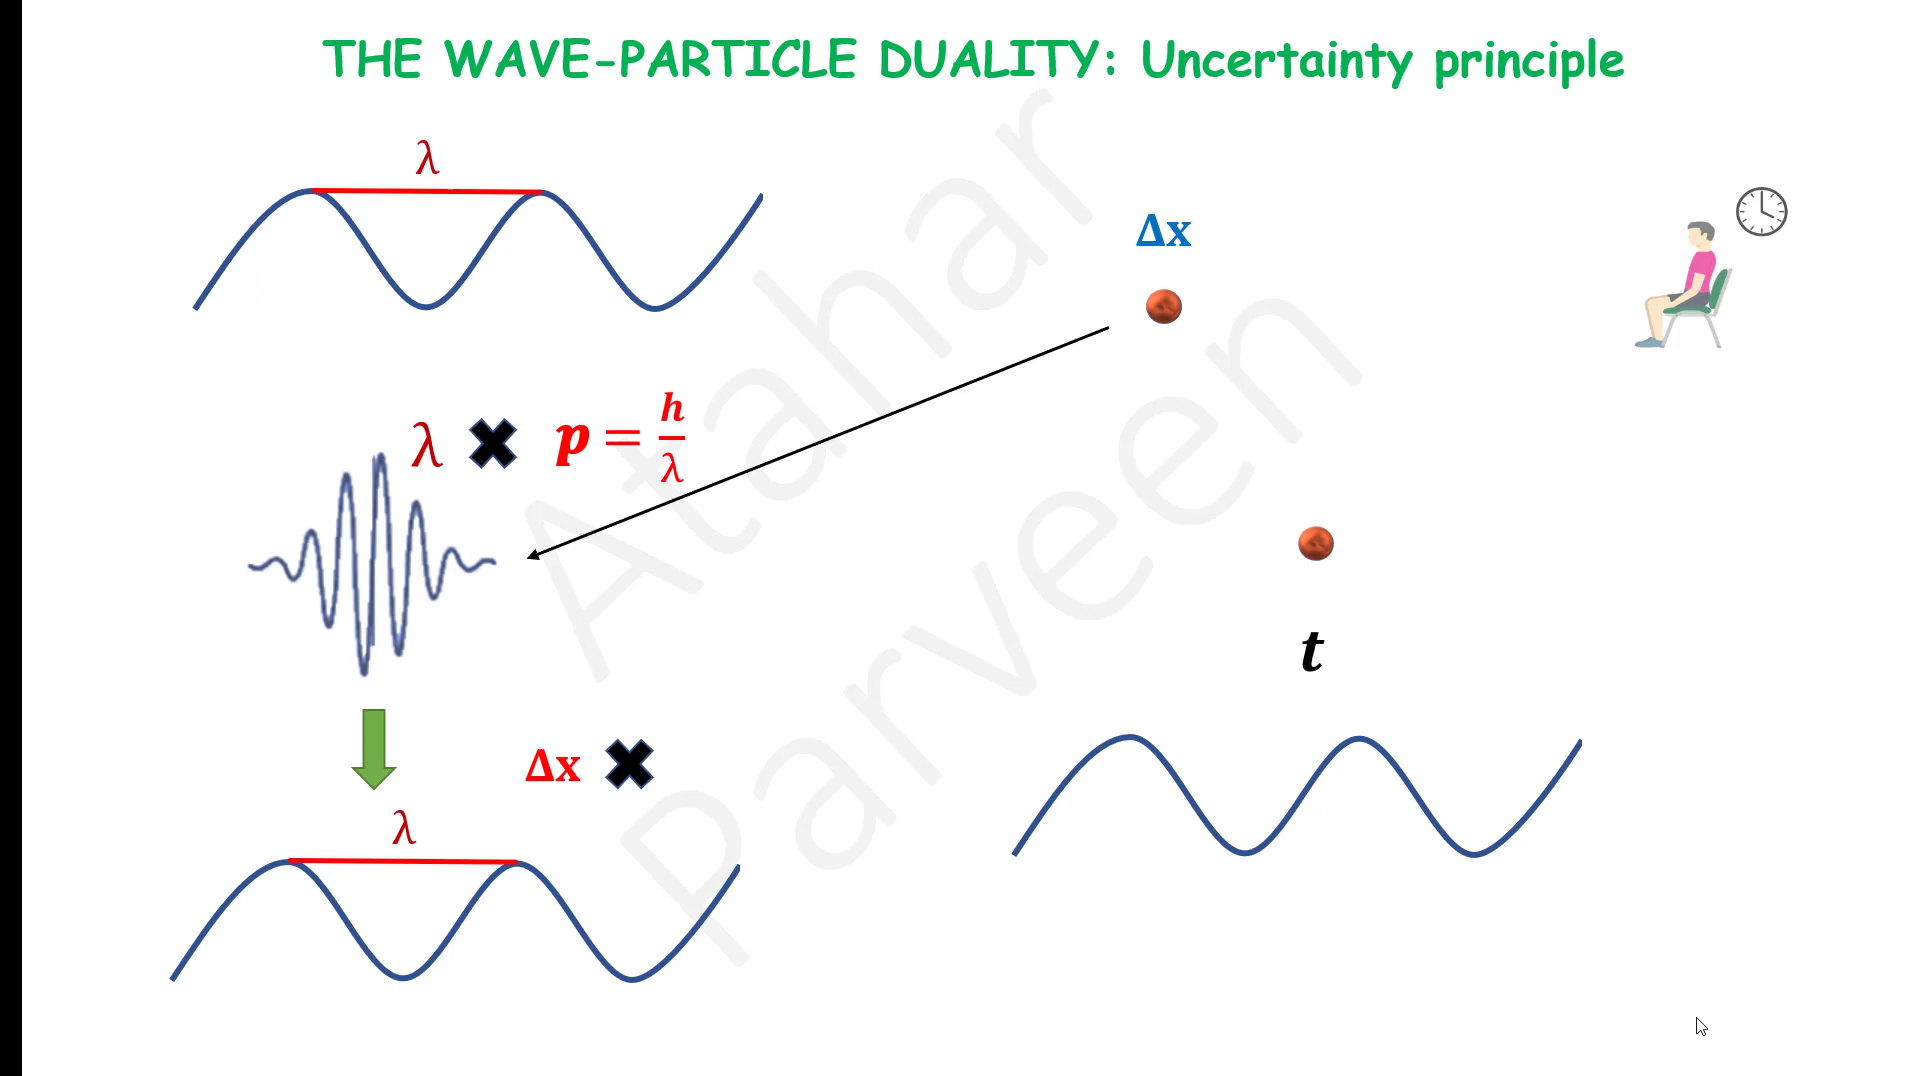 THE WAVE-PARTICLE DUALITY: Uncertainty principle
λ
Δx
λ p = h/λ
t
Δx
λ
Atahar
Parveen